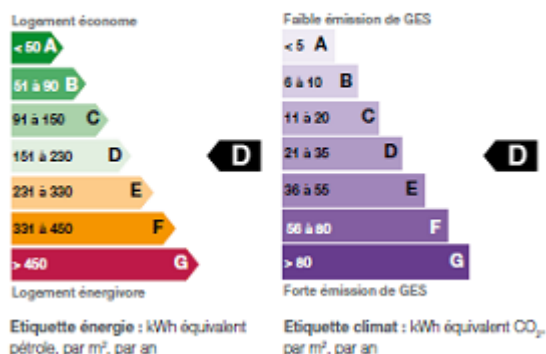 Logement économe
< 50 A
51 à 90 B
91 à 150 C
151 à 230 D
D
231 à 330 E
331 à 450 F
> 450 G
Logement énergivore
Etiquette énergie : kWh équivalent
pétrole, par m², par an
Faible émission de GES
< 5 A
6 à 10 B
11 à 20 C
21 à 35 D
D
36 à 55 E
56 à 80 F
> 80 G
Forte émission de GES
Etiquette climat : kWh équivalent CO₂,
par m², par an